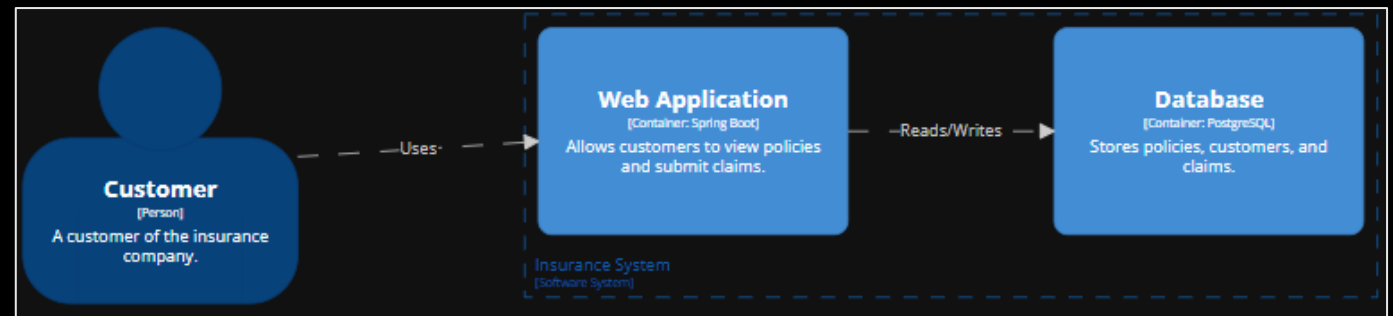 Customer
[Person]
A customer of the insurance
company.
Uses
Web Application
[Container: Spring Boot]
Allows customers to view policies
and submit claims.
Reads/Writes
Database
[Container: PostgreSQL]
Stores policies, customers, and
claims.
Insurance System
[Software System]